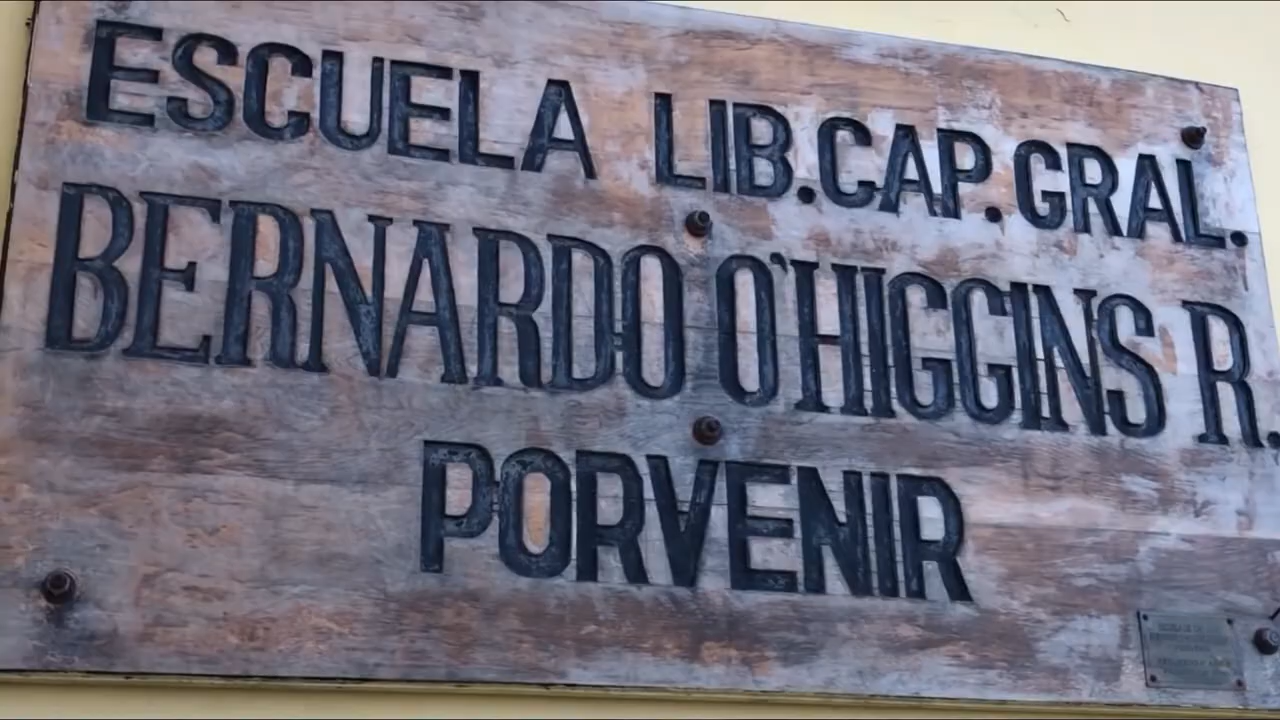 ESCUELA LIB. CAP. GRAL.
BERNARDO O'HIGGINS R.
PORVENIR